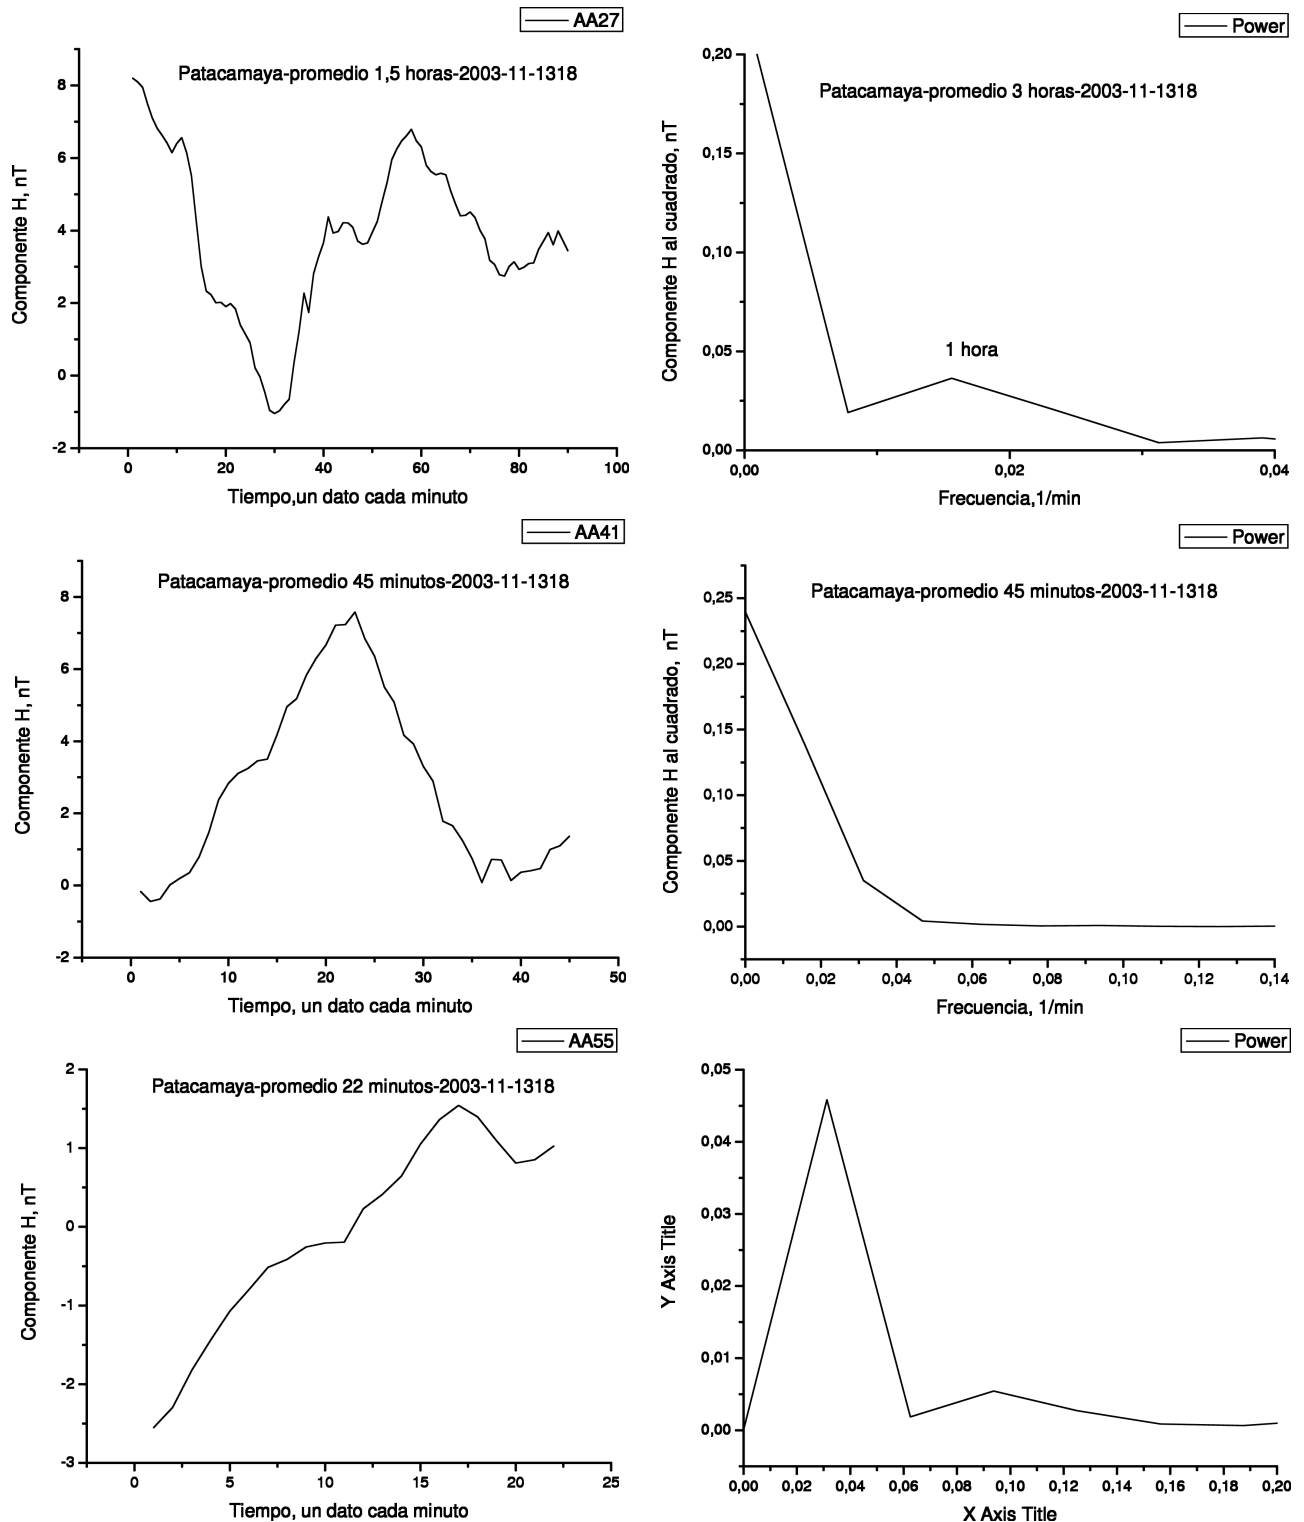 AA27
Patacamaya-promedio 1,5 horas-2003-11-1318
Componente H, nT
8
6
4
2
0
-2
0 20 40 60 80 100
Tiempo,un dato cada minuto
Power
Patacamaya-promedio 3 horas-2003-11-1318
Componente H al cuadrado, nT
0,20
0,15
0,10
0,05
0,00
1 hora
0,00 0,02 0,04
Frecuencia,1/min
AA41
Patacamaya-promedio 45 minutos-2003-11-1318
Componente H, nT
8
6
4
2
0
-2
0 10 20 30 40 50
Tiempo, un dato cada minuto
Power
Patacamaya-promedio 45 minutos-2003-11-1318
Componente H al cuadrado, nT
0,25
0,20
0,15
0,10
0,05
0,00
0,00 0,02 0,04 0,06 0,08 0,10 0,12 0,14
Frecuencia, 1/min
AA55
Patacamaya-promedio 22 minutos-2003-11-1318
Componente H, nT
2
1
0
-1
-2
-3
0 5 10 15 20 25
Tiempo, un dato cada minuto
Power
Y Axis Title
0,05
0,04
0,03
0,02
0,01
0,00
0,00 0,02 0,04 0,06 0,08 0,10 0,12 0,14 0,16 0,18 0,20
X Axis Title